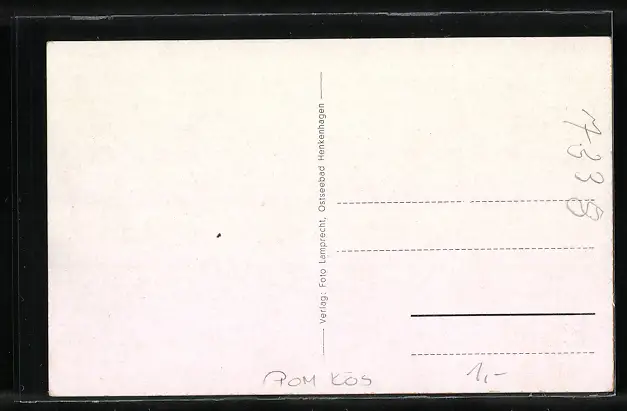 Verlag: Foto Lamprecht, Ostseebad Henkenhagen
7338
POM KÖS
1,-